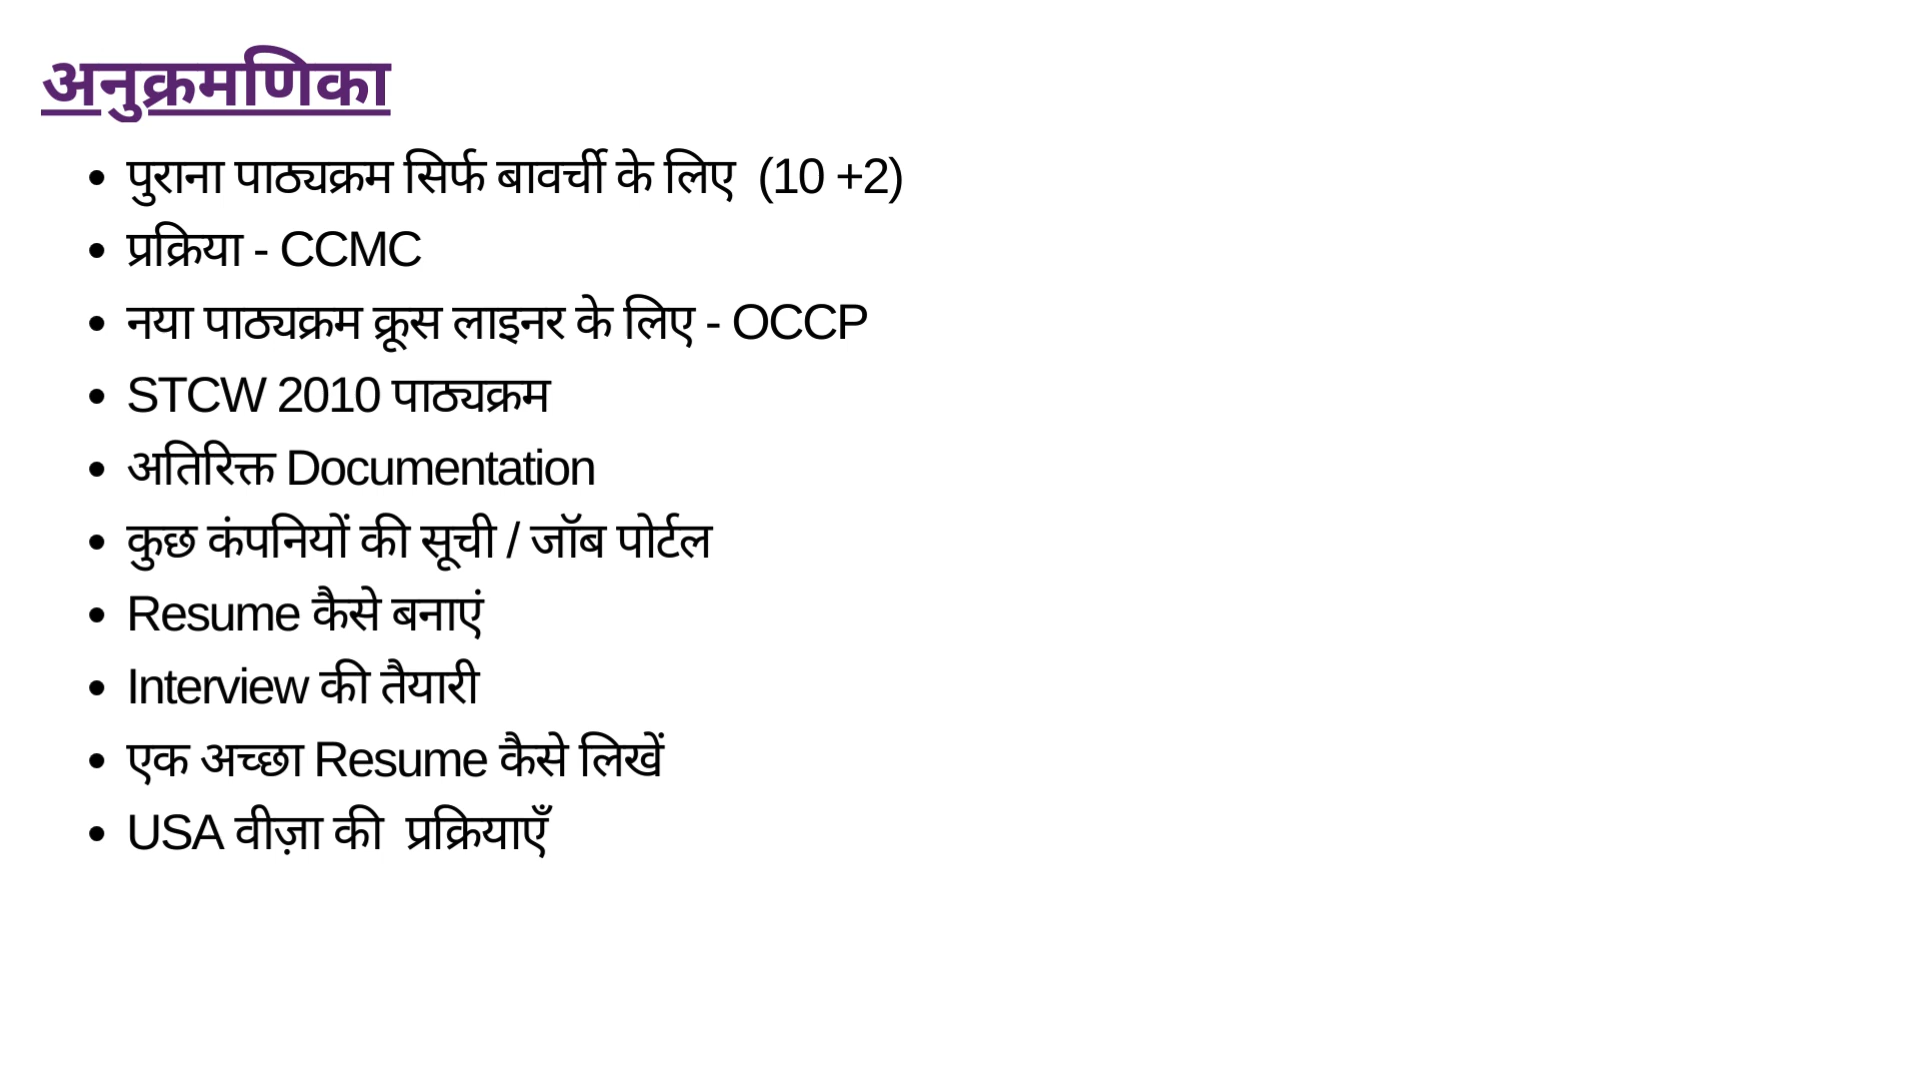 अनुक्रमणिका
• पुराना पाठ्यक्रम सिर्फ बावर्ची के लिए  (10 +2)
• प्रक्रिया - CCMC
• नया पाठ्यक्रम क्रूस लाइनर के लिए - OCCP
• STCW 2010 पाठ्यक्रम
• अतिरिक्त Documentation
• कुछ कंपनियों की सूची / जॉब पोर्टल
• Resume कैसे बनाएं
• Interview की तैयारी
• एक अच्छा Resume कैसे लिखें
• USA वीज़ा की  प्रक्रियाएँ